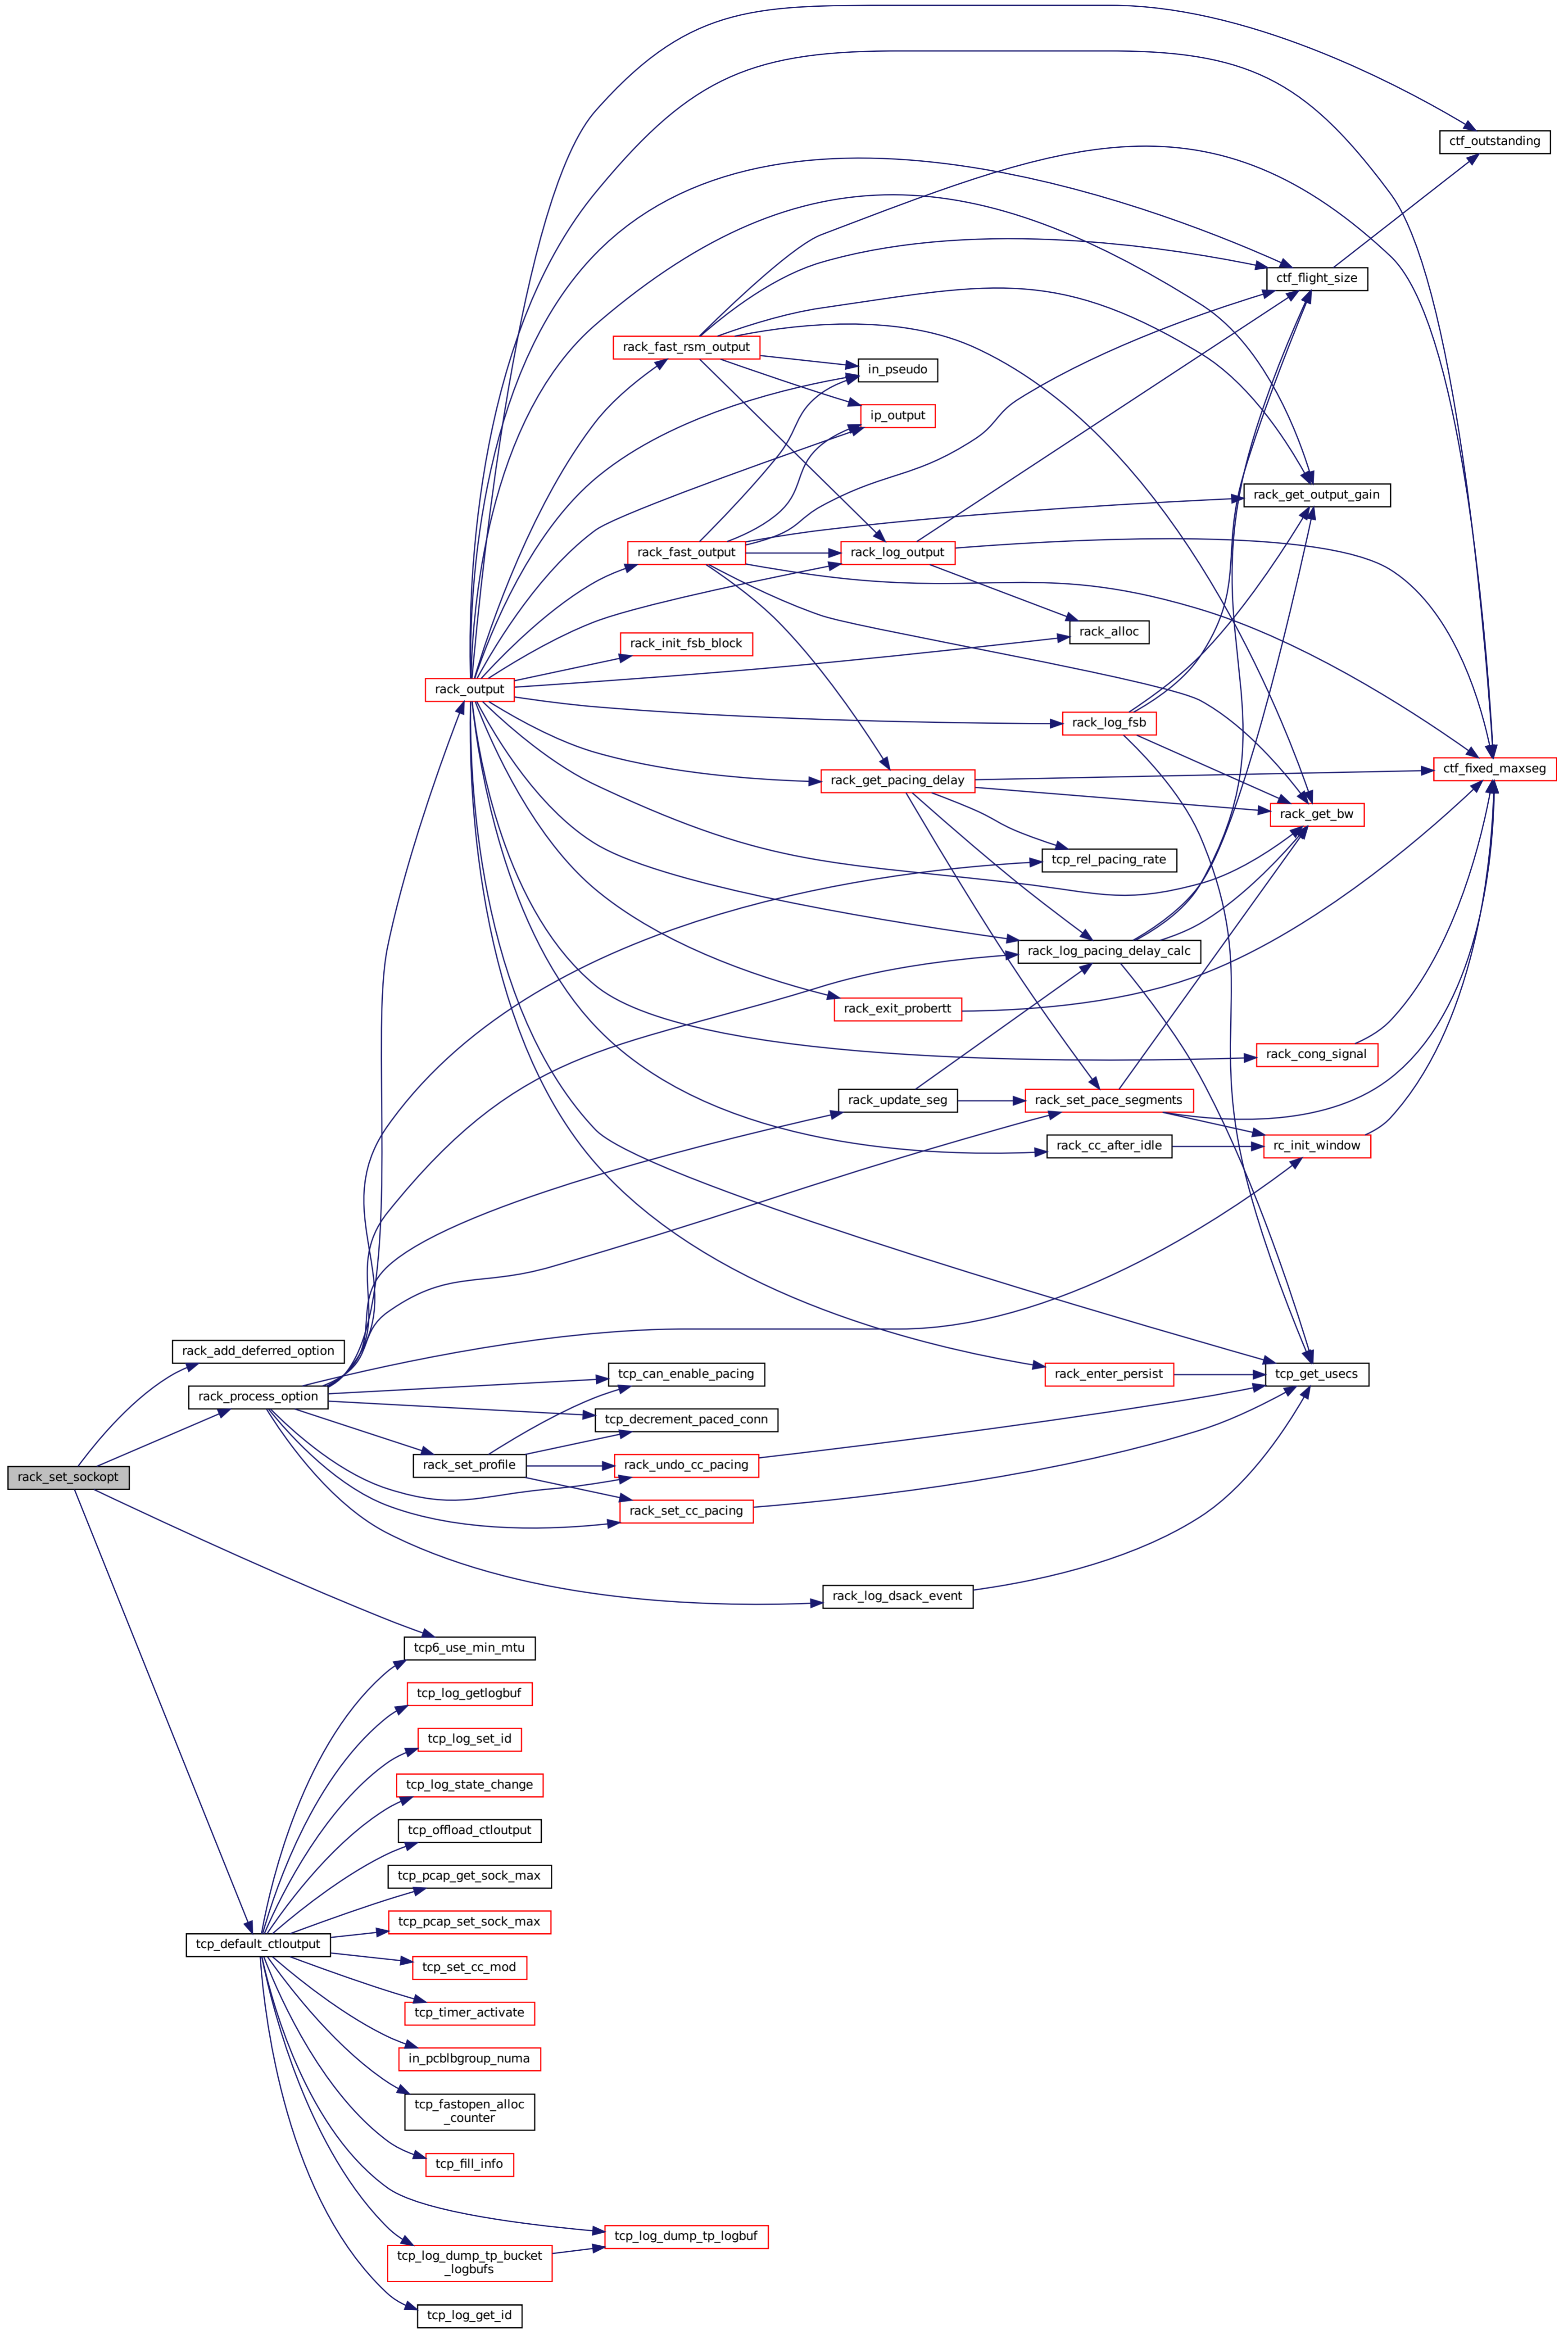 ctf_outstanding
ctf_flight_size
rack_fast_rsm_output
in_pseudo
ip_output
rack_get_output_gain
rack_fast_output
rack_log_output
rack_alloc
rack_init_fsb_block
rack_output
rack_log_fsb
ctf_fixed_maxseg
rack_get_pacing_delay
rack_get_bw
tcp_rel_pacing_rate
rack_log_pacing_delay_calc
rack_exit_probertt
rack_cong_signal
rack_update_seg
rack_set_pace_segments
rack_cc_after_idle
rc_init_window
rack_add_deferred_option
rack_enter_persist
tcp_get_usecs
tcp_can_enable_pacing
rack_process_option
tcp_decrement_paced_conn
rack_set_profile
rack_undo_cc_pacing
rack_set_sockopt
rack_set_cc_pacing
rack_log_dsack_event
tcp6_use_min_mtu
tcp_log_getlogbuf
tcp_log_set_id
tcp_log_state_change
tcp_offload_ctloutput
tcp_pcap_get_sock_max
tcp_pcap_set_sock_max
tcp_default_ctloutput
tcp_set_cc_mod
tcp_timer_activate
in_pcblbgroup_numa
tcp_fastopen_alloc
_counter
tcp_fill_info
tcp_log_dump_tp_logbuf
tcp_log_dump_tp_bucket
_logbufs
tcp_log_get_id